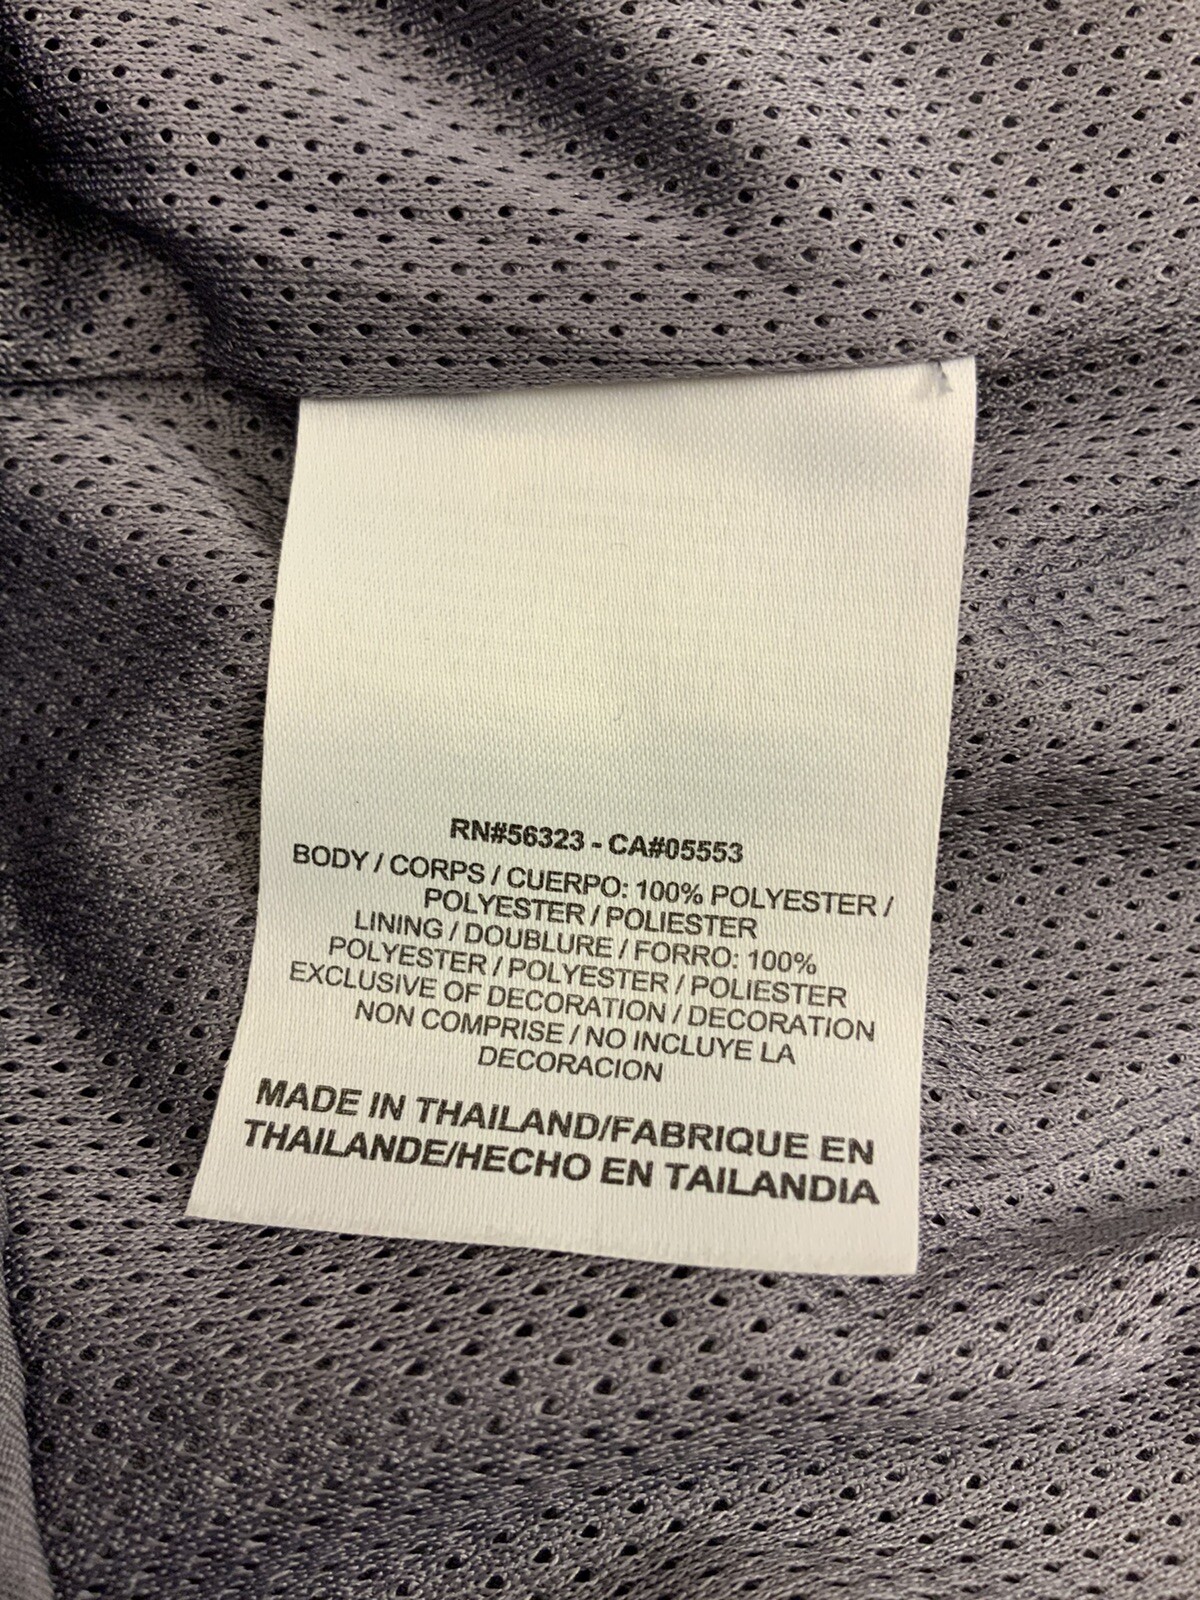 RN#56323 - CA#05553
BODY / CORPS / CUERPO: 100% POLYESTER /
POLYESTER / POLIESTER
LINING / DOUBLURE / FORRO: 100%
POLYESTER / POLYESTER / POLIESTER
EXCLUSIVE OF DECORATION / DECORATION
NON COMPRISE / NO INCLUYE LA
DECORACION
MADE IN THAILAND/FABRIQUE EN
THAILANDE/HECHO EN TAILANDIA